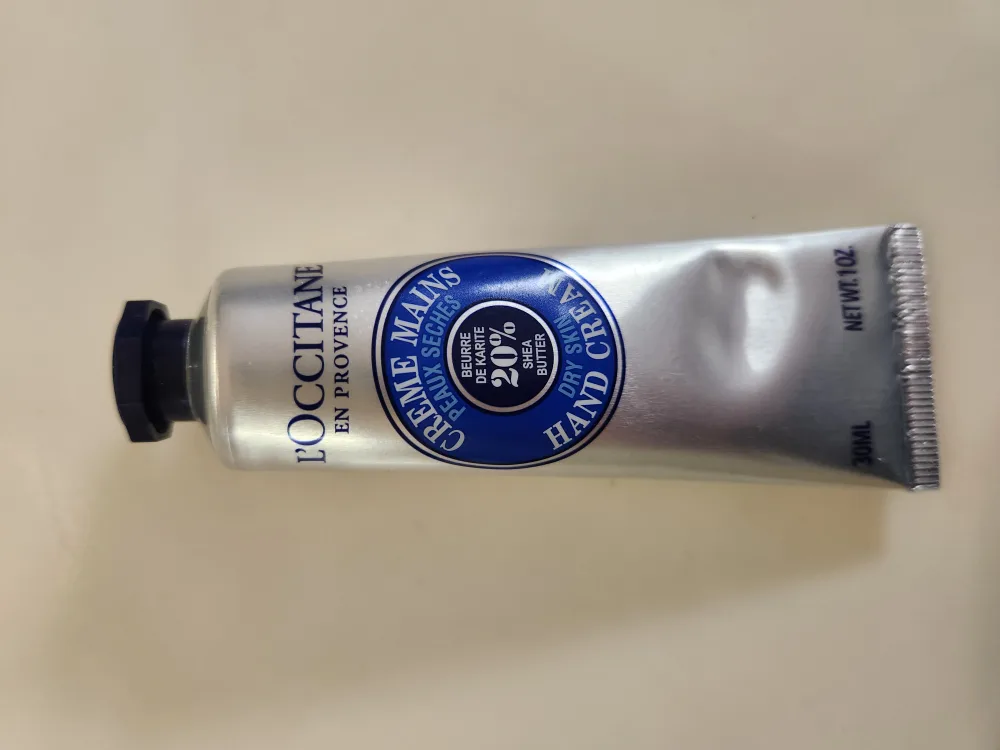 L'OCCITANE
EN PROVENCE
CREME MAINS
PEAUX SECHES
BEURRE
DE KARITE
20%
SHEA
BUTTER
DRY SKIN
HAND CREAM
30ML
NET WT. 1 OZ.